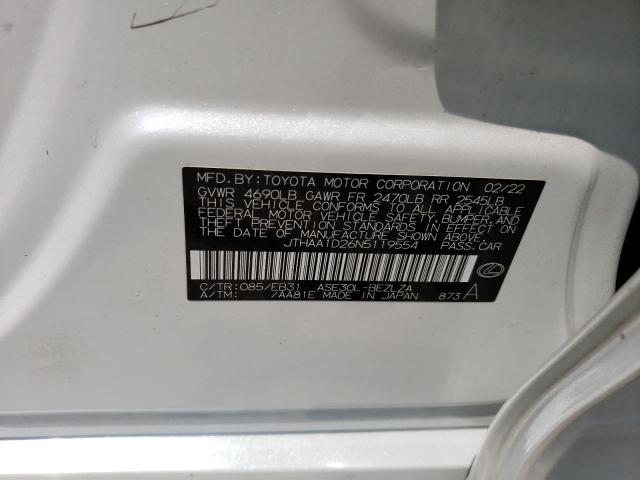 MFD. BY: TOYOTA MOTOR CORPORATION 02/22
GVWR 4690LB GAWR FR 2470LB RR 2545LB
THIS VEHICLE CONFORMS TO ALL APPLICABLE
FEDERAL MOTOR VEHICLE SAFETY, BUMPER, AND
THEFT PREVENTION STANDARDS IN EFFECT ON
THE DATE OF MANUFACTURE SHOWN ABOVE.
JTHAA1D26N5119554 PASS. CAR
C/TR: 085/EB31 ASE30L-BEZLZA
A/TM: /AA81E MADE IN JAPAN 873 A